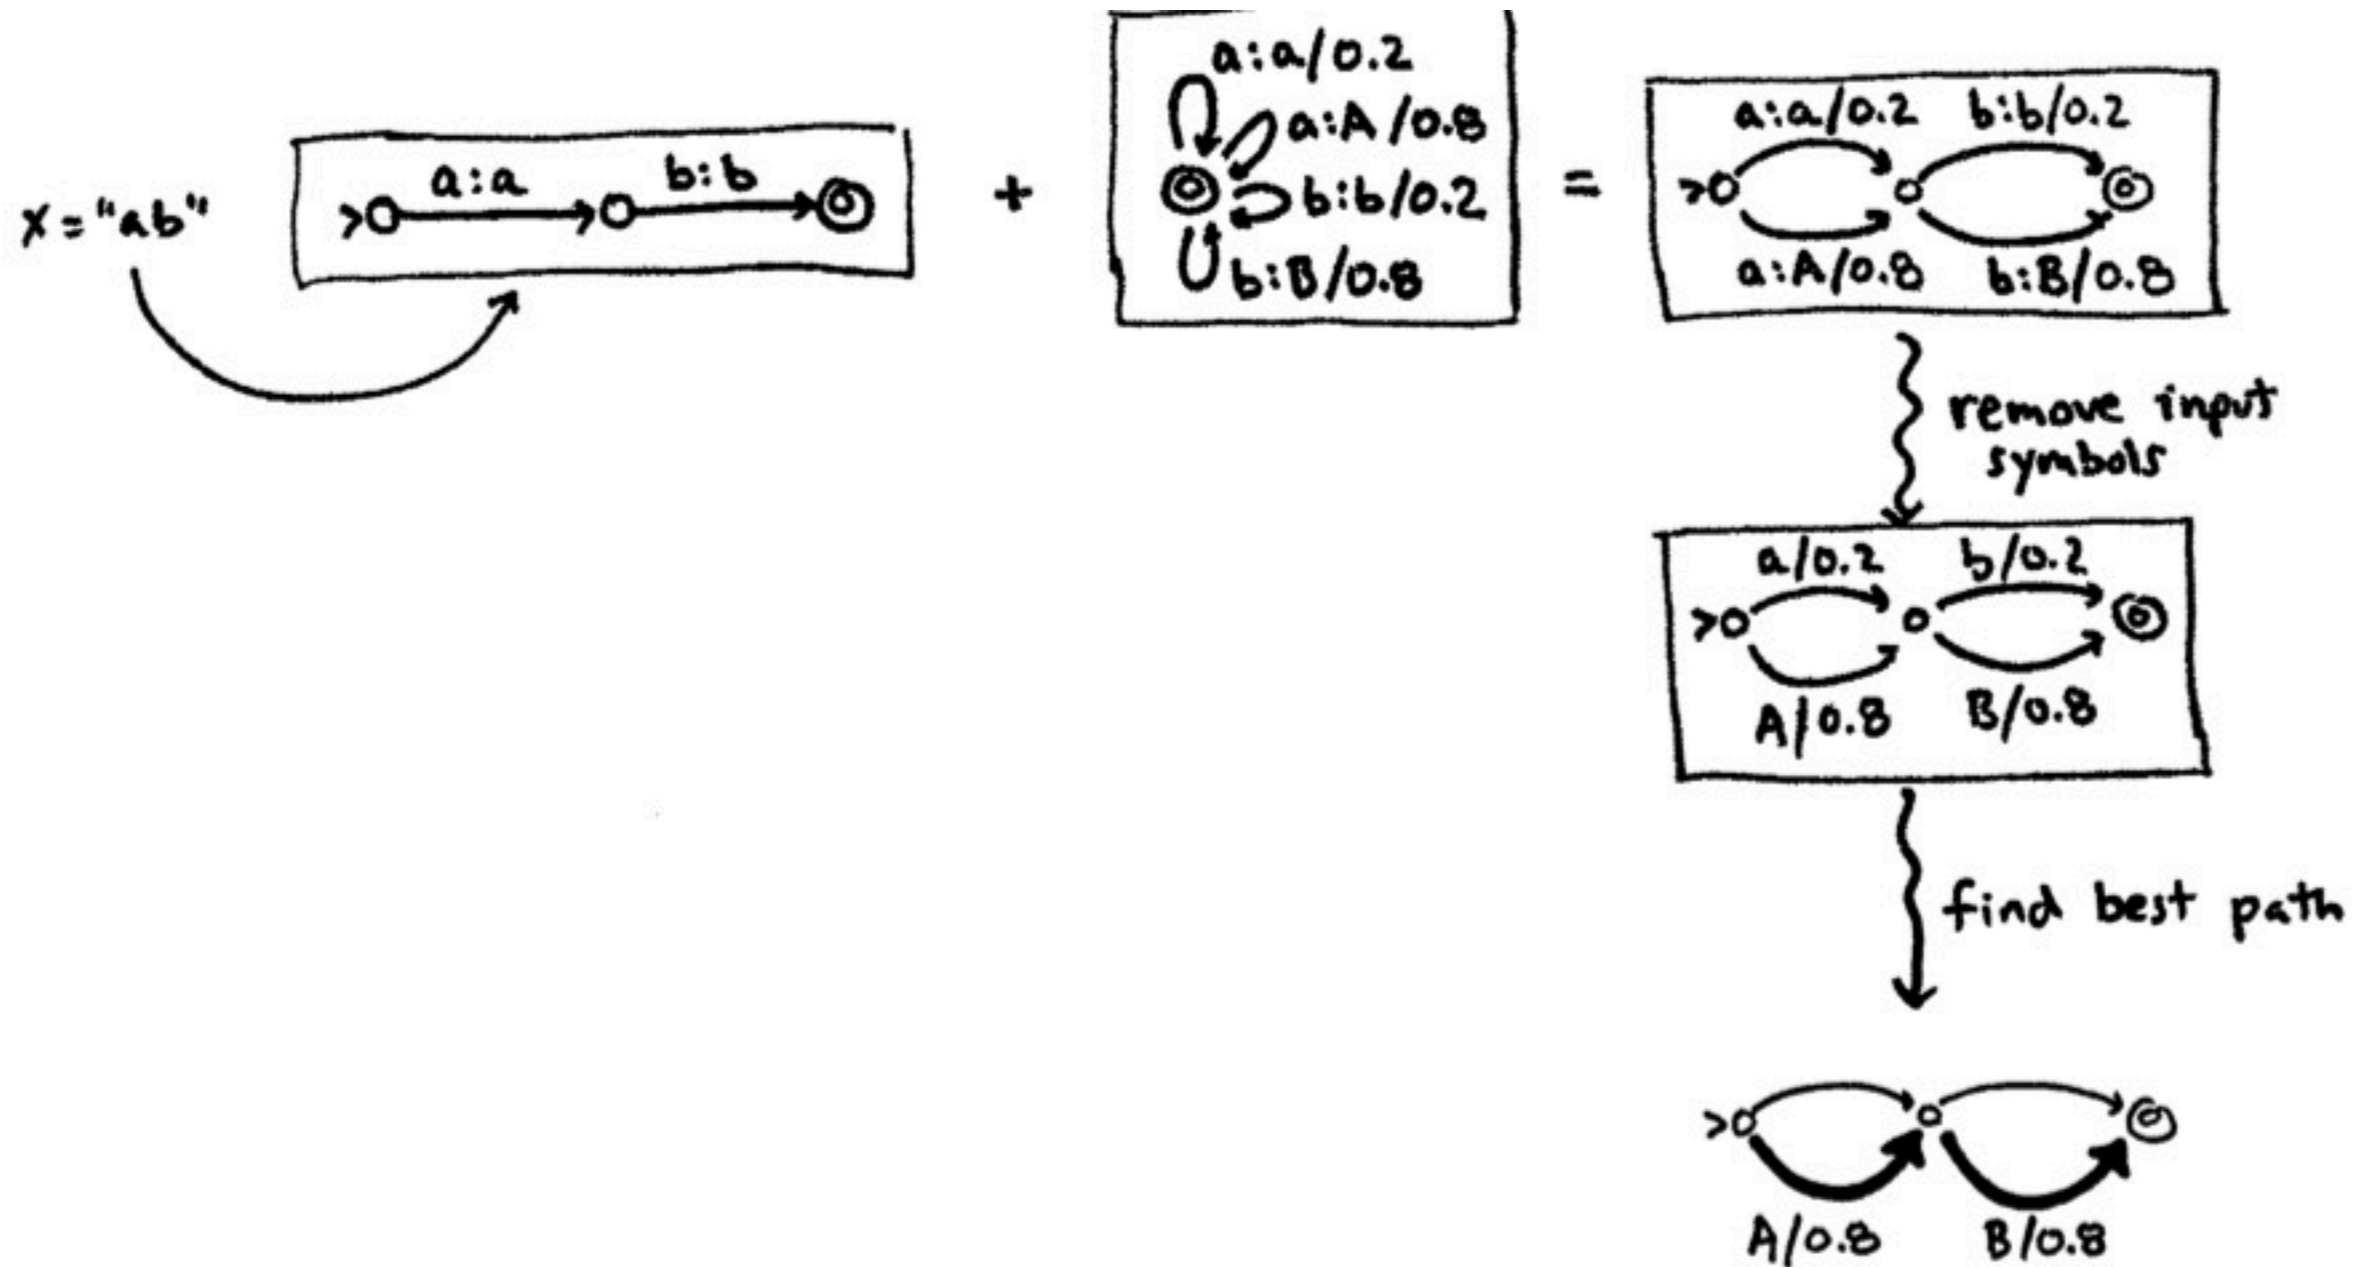 x = "ab"
a:a
b:b
+
a:a/0.2
a:A/0.8
b:b/0.2
b:B/0.8
=
a:a/0.2 b:b/0.2
>
a:A/0.8 b:B/0.8
remove input
symbols
a/0.2 b/0.2
>
A/0.8 B/0.8
find best path
>
A/0.8 B/0.8